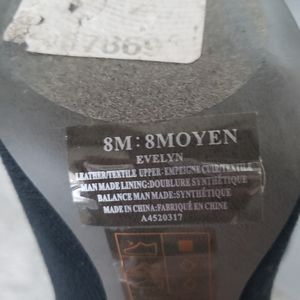 8M: 8MOYEN
EVELYN
LEATHER/TEXTILE UPPER: EMPEIGNE CUIR/TEXTILE
MAN MADE LINING: DOUBLURE SYNTHÉTIQUE
BALANCE MAN MADE: SYNTHÉTIQUE
MADE IN CHINA: FABRIQUÉ EN CHINE
A4520317